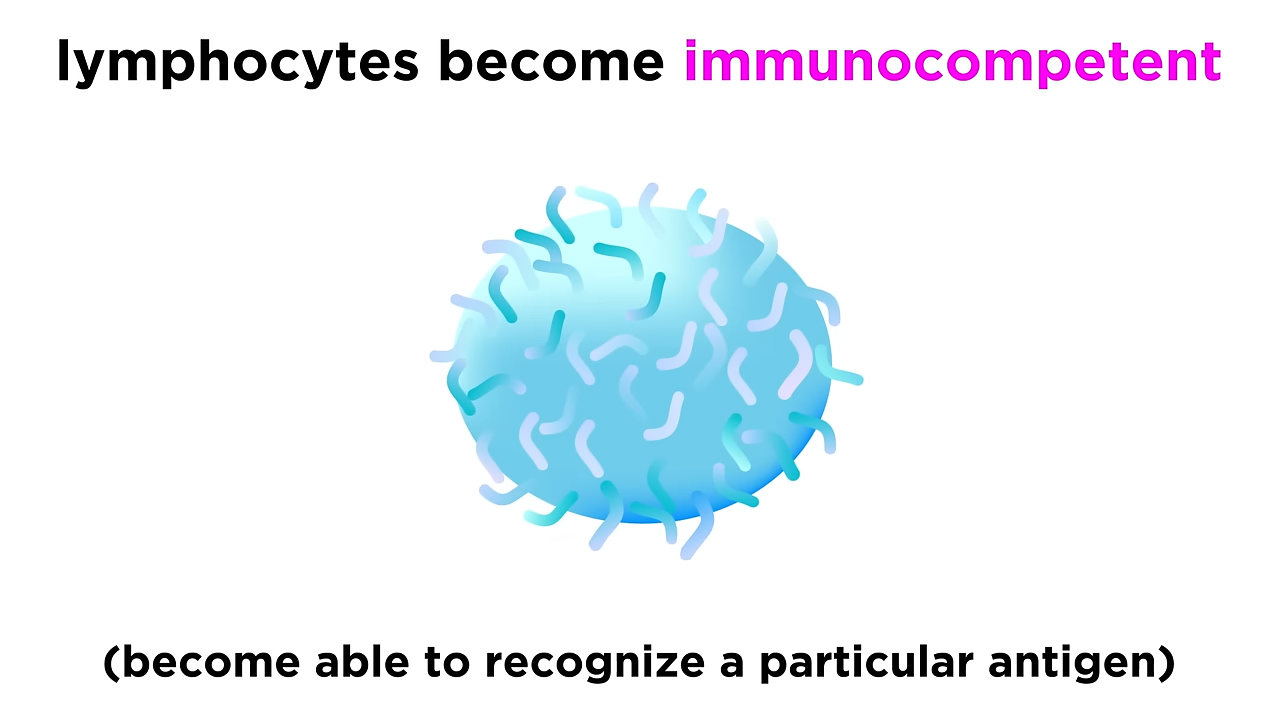 lymphocytes become immunocompetent
(become able to recognize a particular antigen)